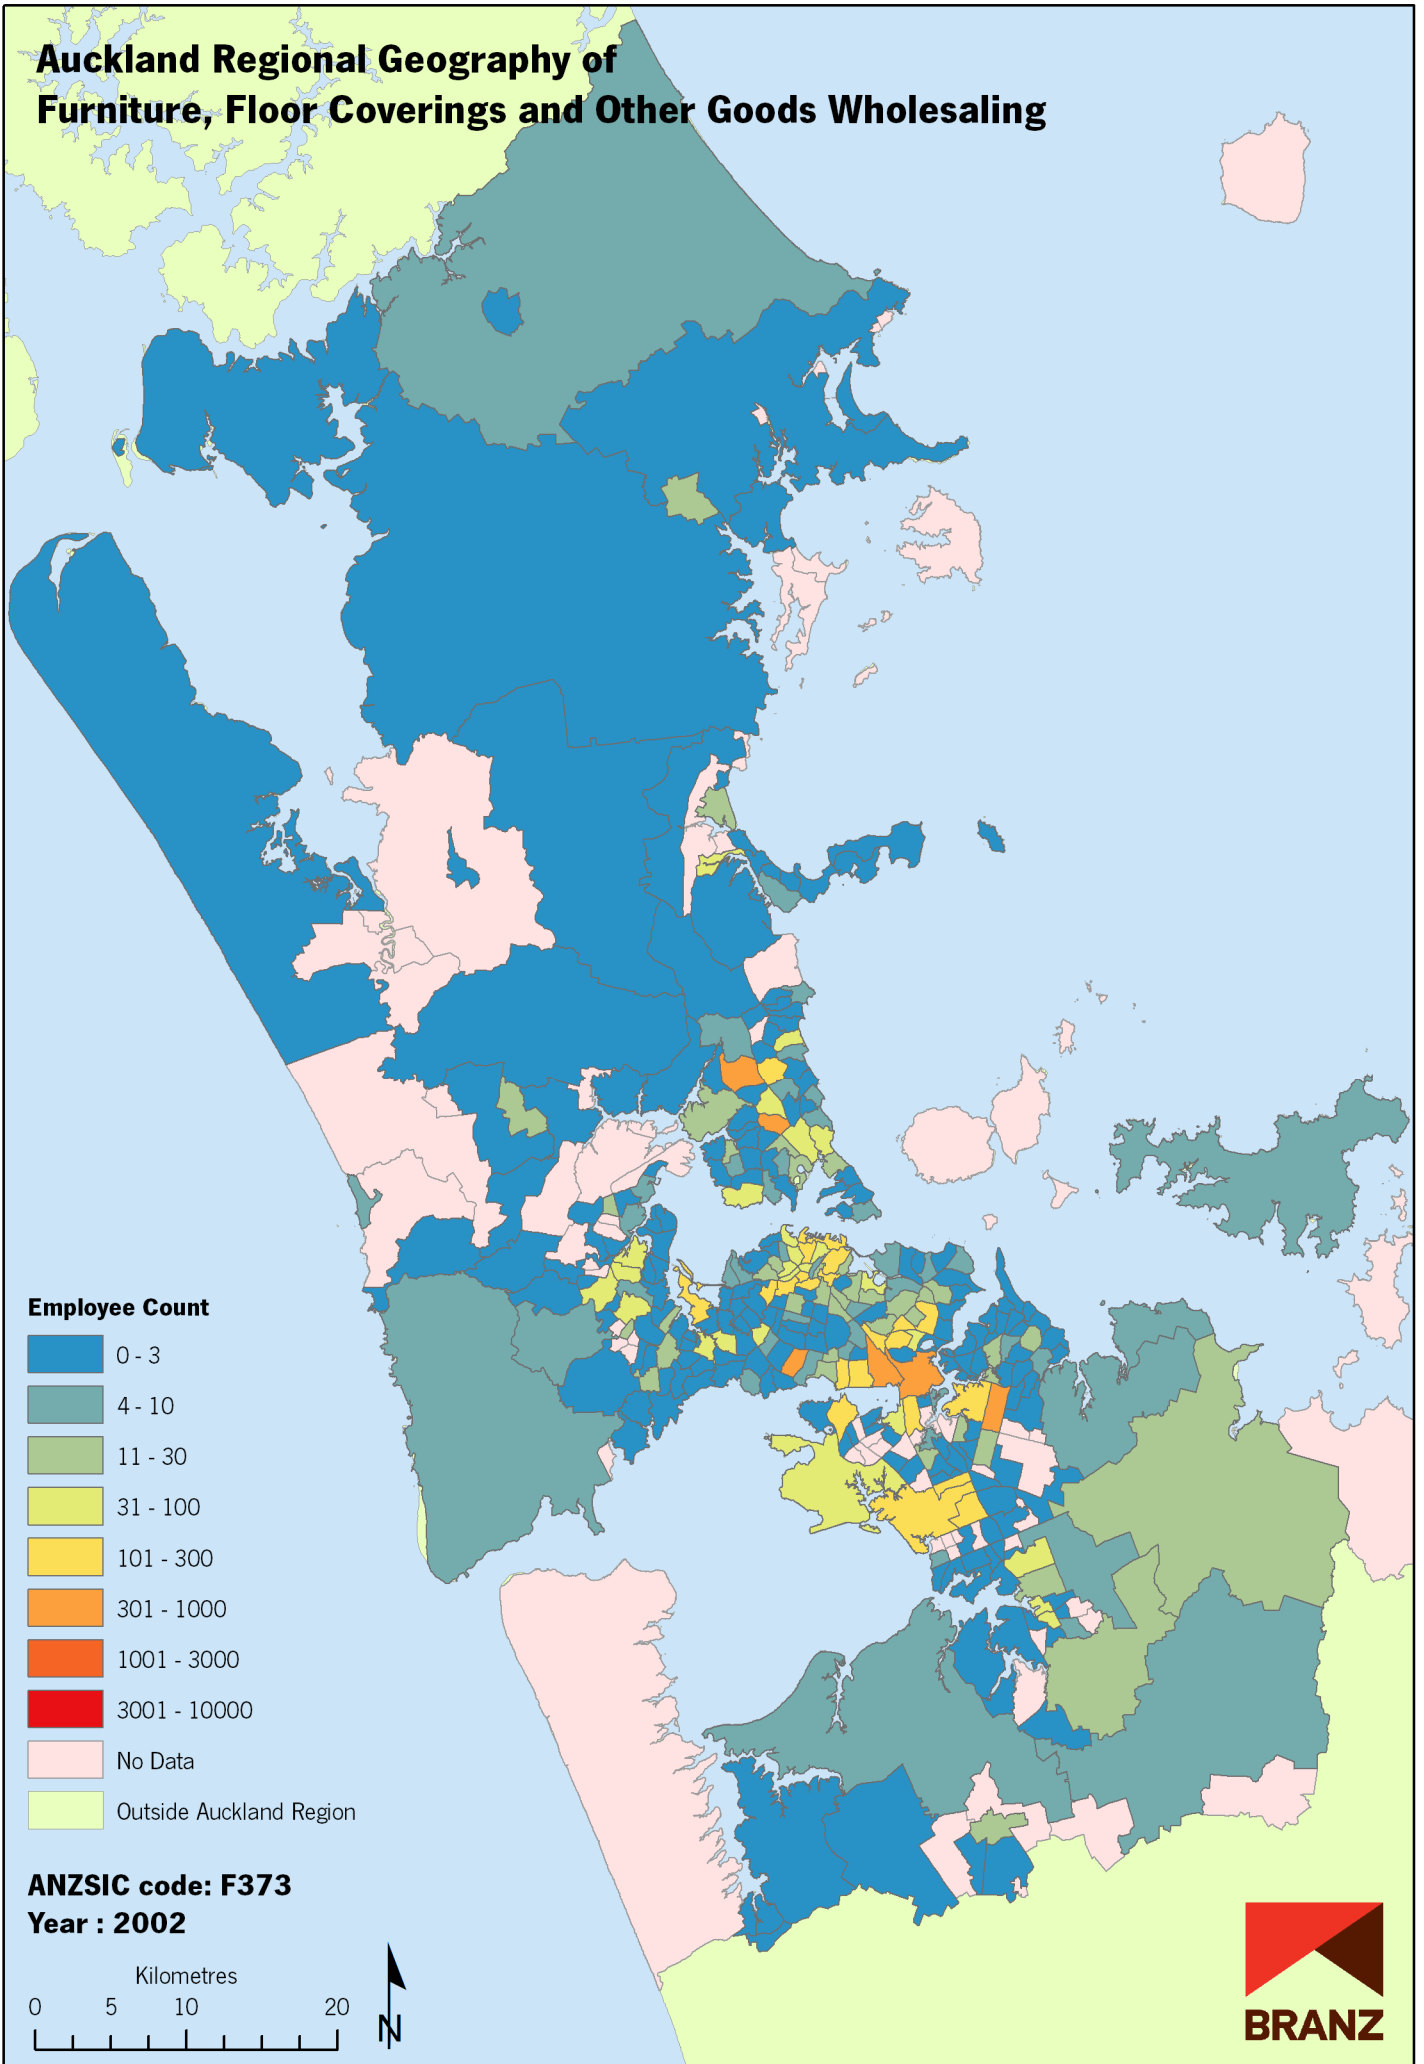 Auckland Regional Geography of
Furniture, Floor Coverings and Other Goods Wholesaling
Employee Count
0 - 3
4 - 10
11 - 30
31 - 100
101 - 300
301 - 1000
1001 - 3000
3001 - 10000
No Data
Outside Auckland Region
ANZSIC code: F373
Year : 2002
Kilometres
0 5 10 20
N
BRANZ